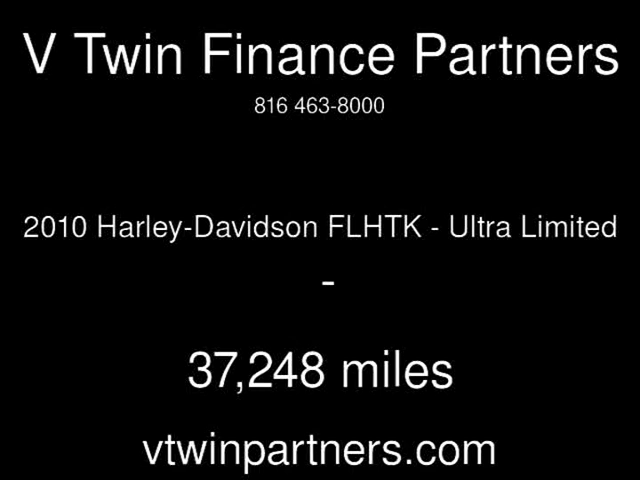 V Twin Finance Partners
816 463-8000
2010 Harley-Davidson FLHTK - Ultra Limited
-
37,248 miles
vtwinpartners.com